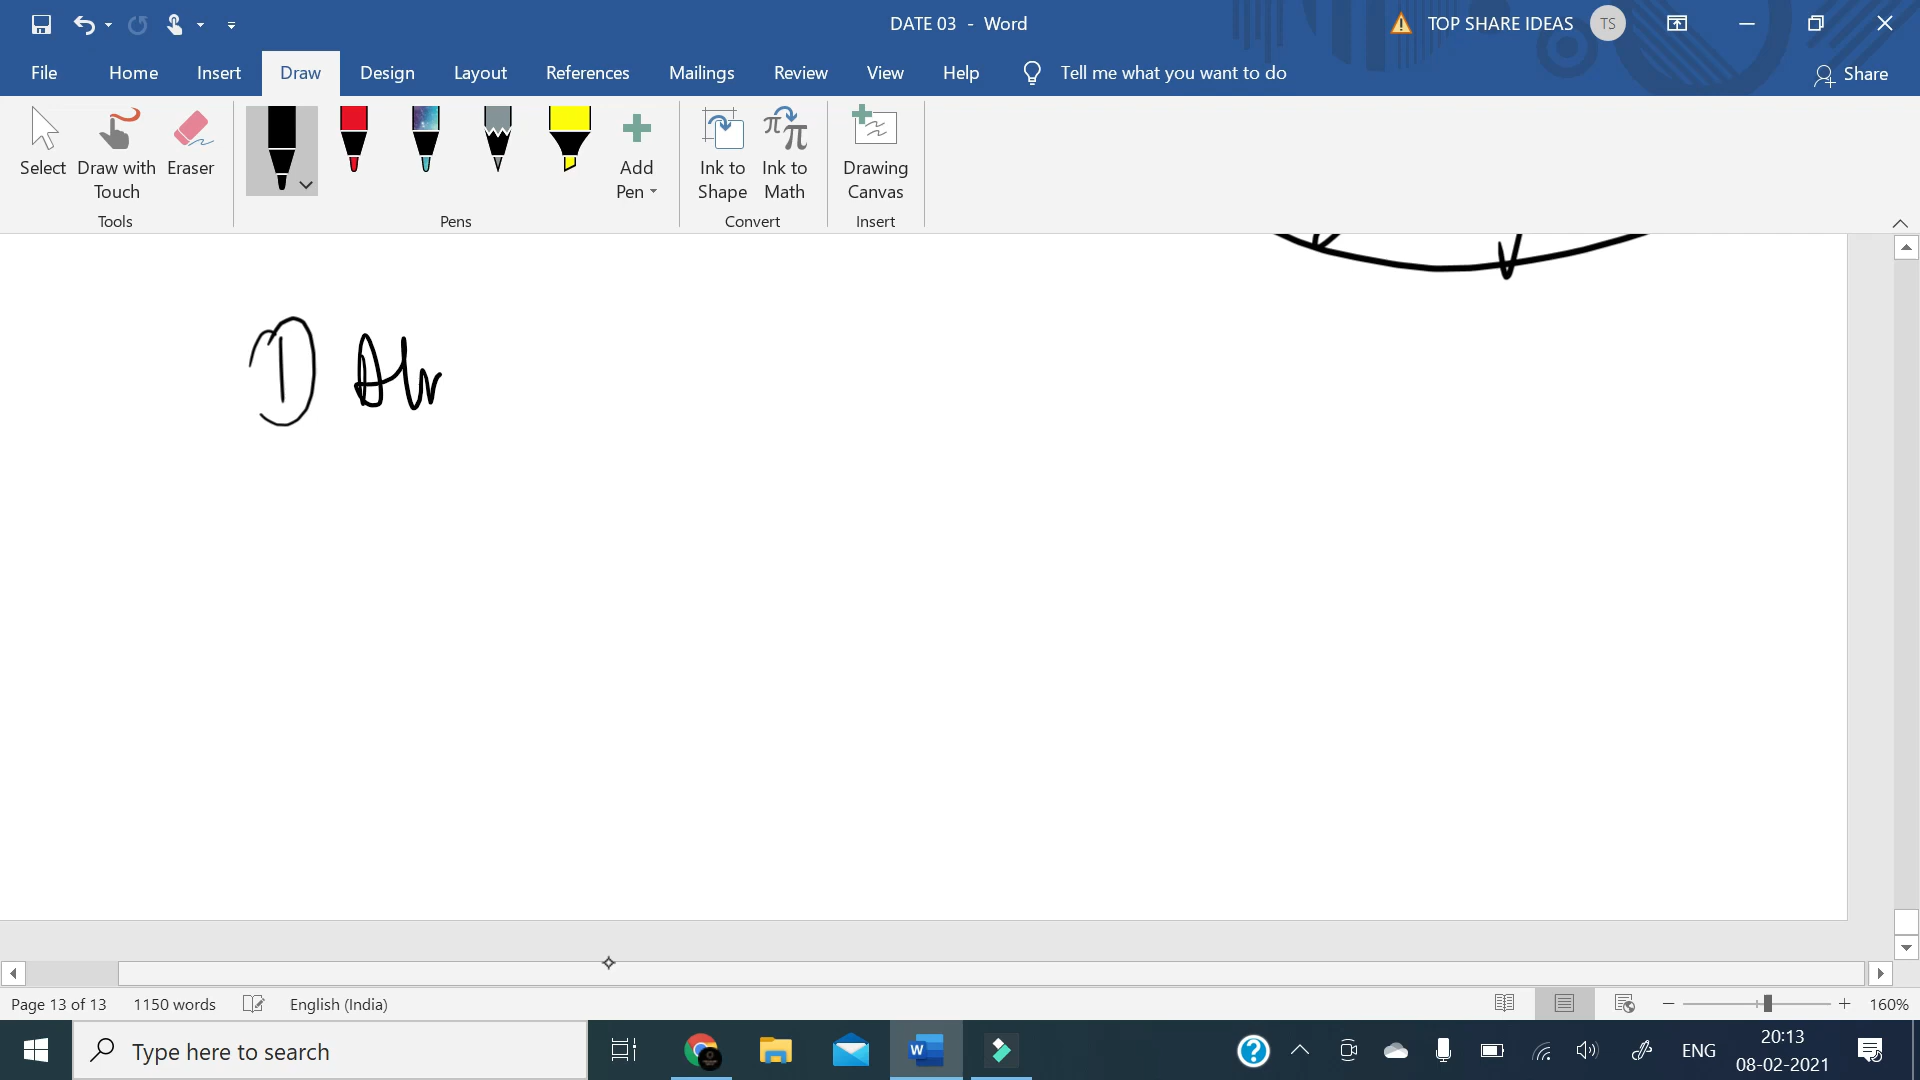 DATE 03 - Word
TOP SHARE IDEAS TS
File Home Insert Draw Design Layout References Mailings Review View Help Tell me what you want to do Share
Select Draw with Touch Eraser Add Pen Ink to Shape Ink to Math Drawing Canvas
Tools Pens Convert Insert
1)
Page 13 of 13 1150 words English (India) 160%
Type here to search
ENG
20:13
08-02-2021